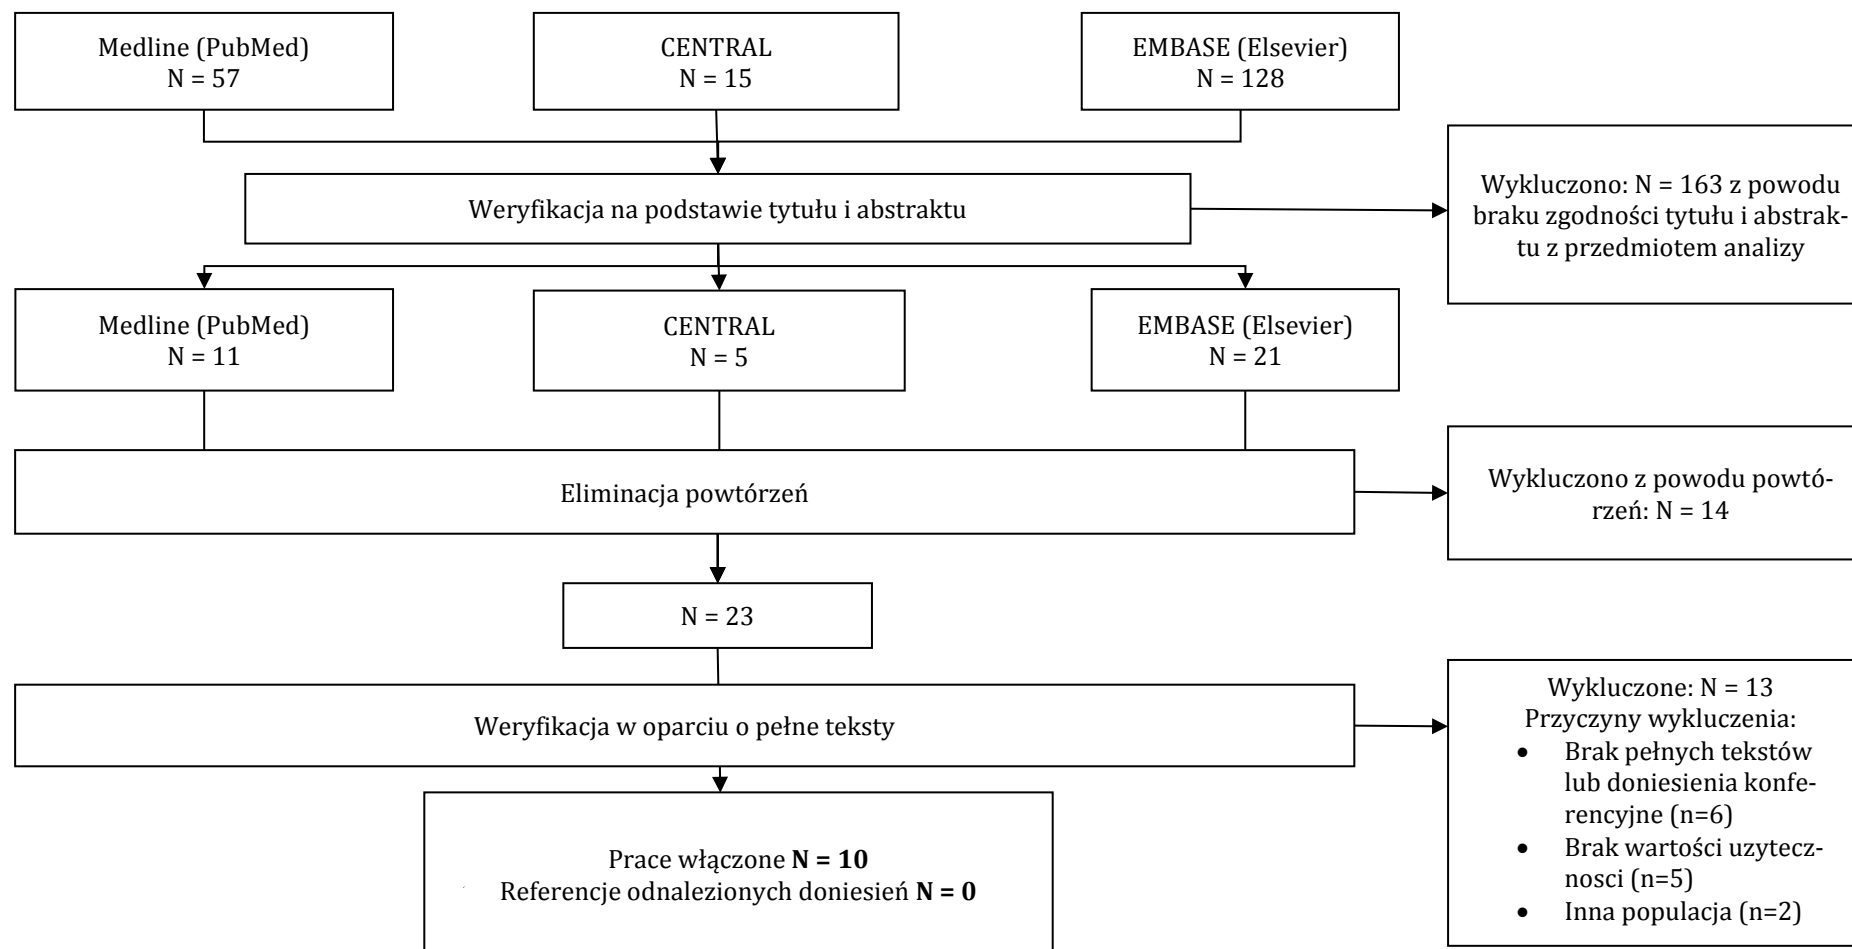 Medline (PubMed)
N = 57
CENTRAL
N = 15
EMBASE (Elsevier)
N = 128
Weryfikacja na podstawie tytułu i abstraktu
Wykluczono: N = 163 z powodu
braku zgodności tytułu i abstrak-
tu z przedmiotem analizy
Medline (PubMed)
N = 11
CENTRAL
N = 5
EMBASE (Elsevier)
N = 21
Eliminacja powtórzeń
Wykluczono z powodu powtó-
rzeń: N = 14
N = 23
Weryfikacja w oparciu o pełne teksty
Wykluczone: N = 13
Przyczyny wykluczenia:
• Brak pełnych tekstów
lub doniesienia konfe-
rencyjne (n=6)
• Brak wartości uzytecz-
nosci (n=5)
• Inna populacja (n=2)
Prace włączone N = 10
Referencje odnalezionych doniesień N = 0